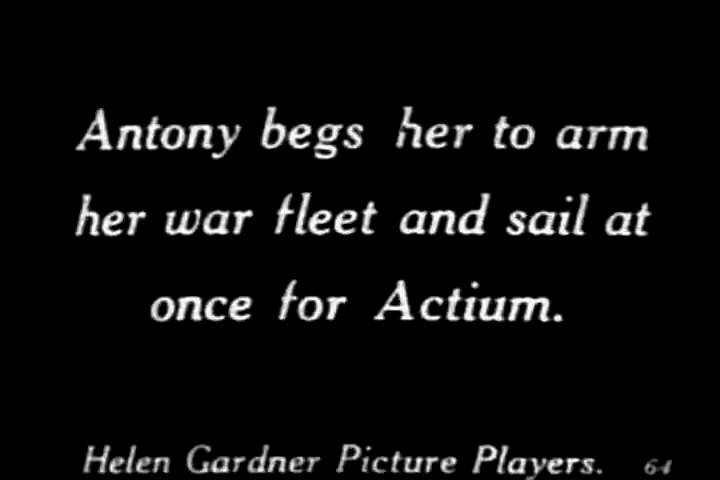 Antony begs her to arm
her war fleet and sail at
once for Actium.
Helen Gardner Picture Players. 64